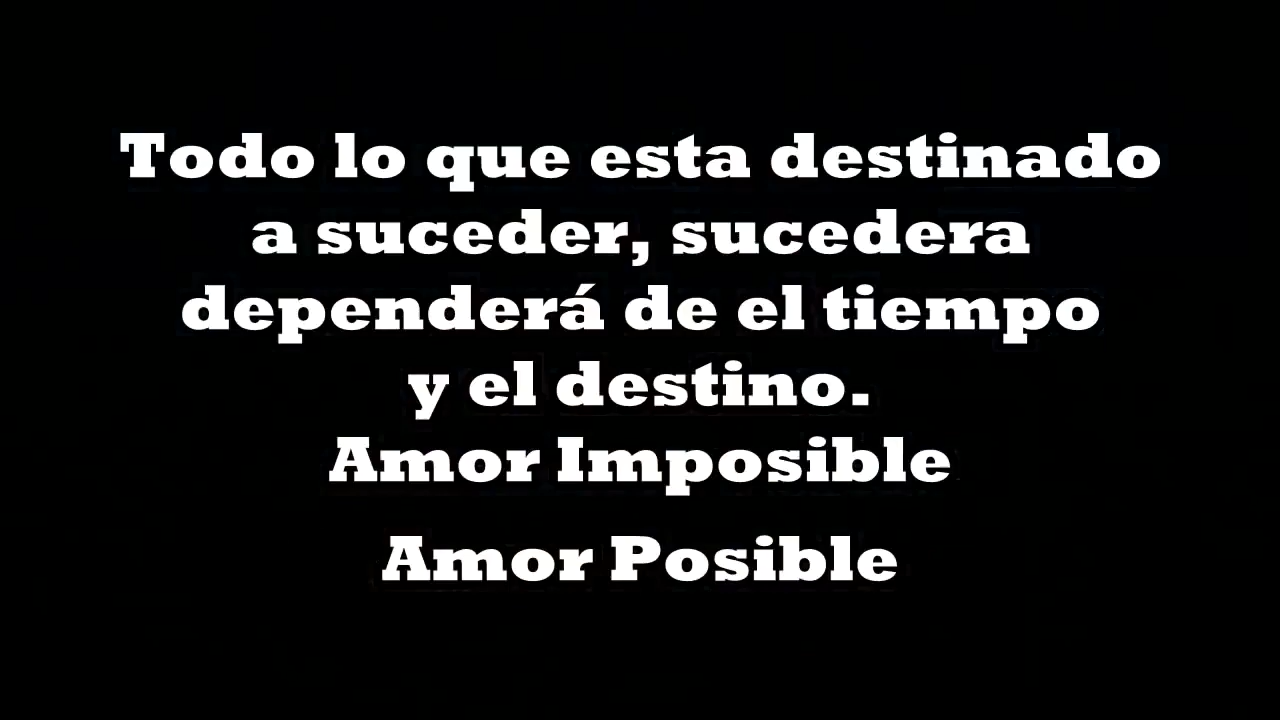 Todo lo que esta destinado
a suceder, sucedera
dependerá de el tiempo
y el destino.
Amor Imposible
Amor Posible